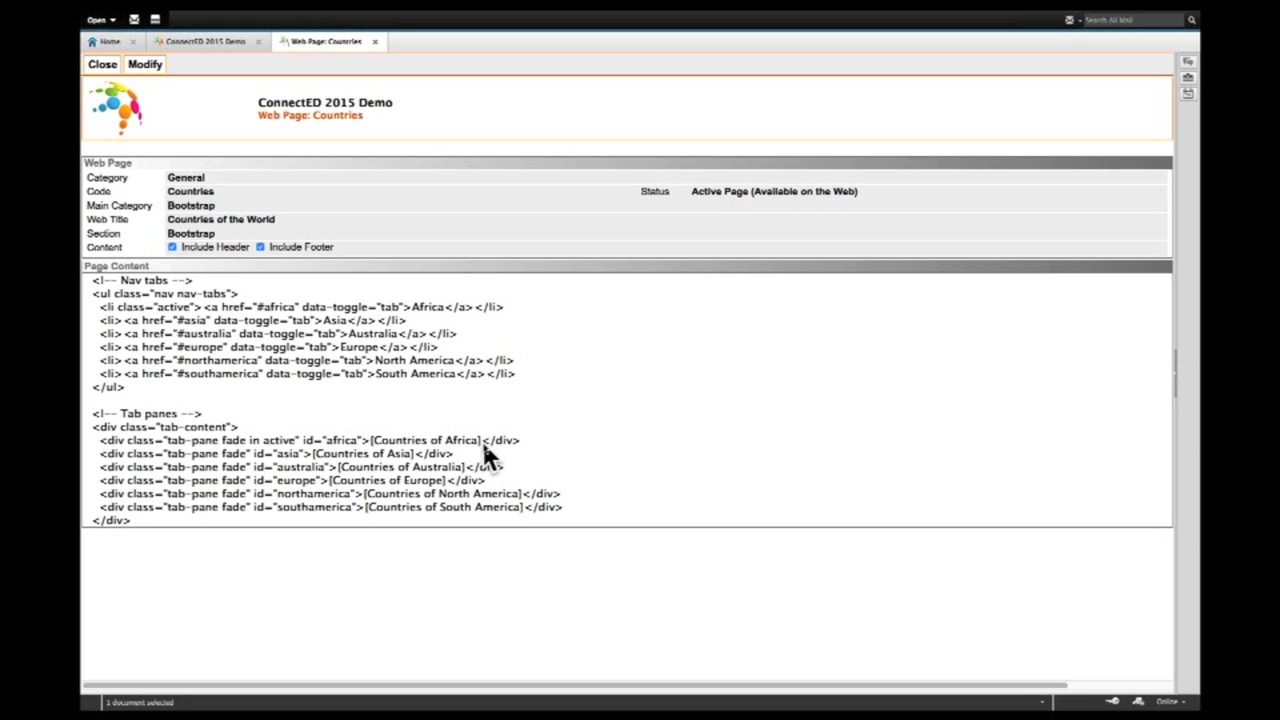 Open
Search All Mail
Home ConnectED 2015 Demo Web Page: Countries
Close Modify
ConnectED 2015 Demo
Web Page: Countries
Web Page
Category General
Code Countries Status Active Page (Available on the Web)
Main Category Bootstrap
Web Title Countries of the World
Section Bootstrap
Content Include Header Include Footer
Page Content
<!-- Nav tabs -->
<ul class="nav nav-tabs">
<li class="active"> <a href="#africa" data-toggle="tab">Africa</a> </li>
<li> <a href="#asia" data-toggle="tab">Asia</a> </li>
<li> <a href="#australia" data-toggle="tab">Australia</a> </li>
<li> <a href="#europe" data-toggle="tab">Europe</a> </li>
<li> <a href="#northamerica" data-toggle="tab">North America</a> </li>
<li> <a href="#southamerica" data-toggle="tab">South America</a> </li>
</ul>
<!-- Tab panes -->
<div class="tab-content">
<div class="tab-pane fade in active" id="africa">[Countries of Africa]</div>
<div class="tab-pane fade" id="asia">[Countries of Asia]</div>
<div class="tab-pane fade" id="australia">[Countries of Australia]</div>
<div class="tab-pane fade" id="europe">[Countries of Europe]</div>
<div class="tab-pane fade" id="northamerica">[Countries of North America]</div>
<div class="tab-pane fade" id="southamerica">[Countries of South America]</div>
</div>
1 document selected
Online